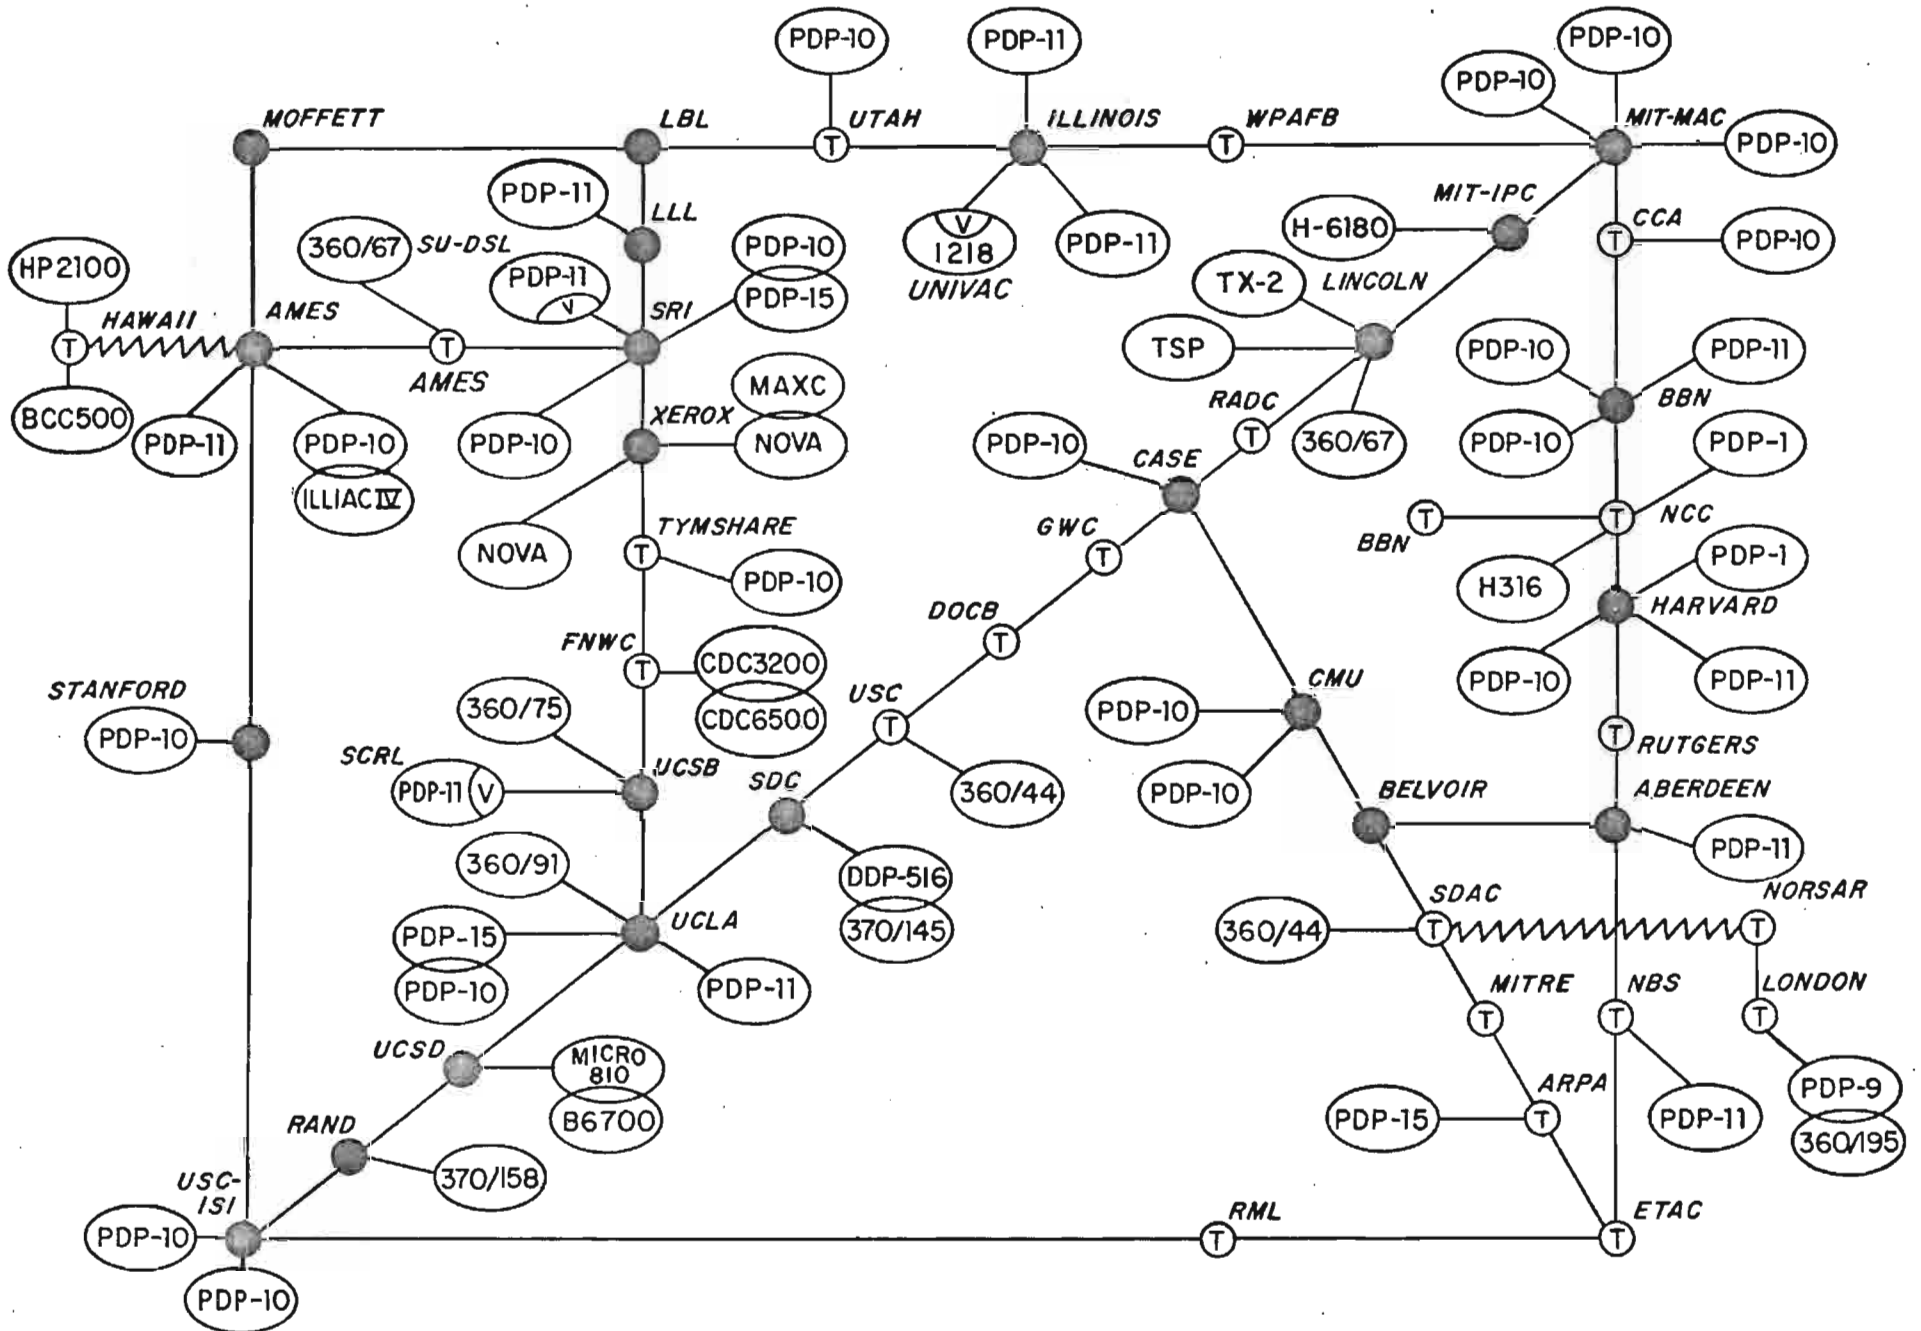 PDP-10
PDP-11
PDP-10
PDP-10
MOFFETT
LBL
UTAH
ILLINOIS
WPAFB
MIT-MAC
T
T
PDP-10
PDP-11
LLL
MIT-IPC
CCA
H-6180
T
PDP-10
360/67
SU-DSL
PDP-10
V
1218
UNIVAC
PDP-11
HP2100
PDP-11
V
PDP-15
TX-2
LINCOLN
HAWAII
AMES
SRI
T
T
AMES
TSP
PDP-10
PDP-11
BBN
MAXC
RADC
BCC500
PDP-11
PDP-10
ILLIAC IV
PDP-10
XEROX
NOVA
PDP-10
CASE
T
360/67
PDP-10
PDP-1
NOVA
TYMSHARE
T
PDP-10
GWC
T
BBN
T
T
NCC
H316
PDP-1
HARVARD
DOCB
T
FNWC
T
CDC3200
CDC6500
PDP-10
PDP-11
STANFORD
PDP-10
360/75
USC
T
CMU
PDP-10
T
RUTGERS
SCRL
PDP-11
V
UCSB
SDC
360/44
PDP-10
BELVOIR
ABERDEEN
PDP-11
360/91
DDP-516
370/145
SDAC
NORSAR
PDP-15
PDP-10
UCLA
360/44
T
T
PDP-11
MITRE
T
NBS
T
LONDON
T
UCSD
MICRO
810
B6700
ARPA
PDP-15
T
PDP-11
PDP-9
360/195
RAND
370/158
USC-
ISI
PDP-10
RML
T
ETAC
T
PDP-10